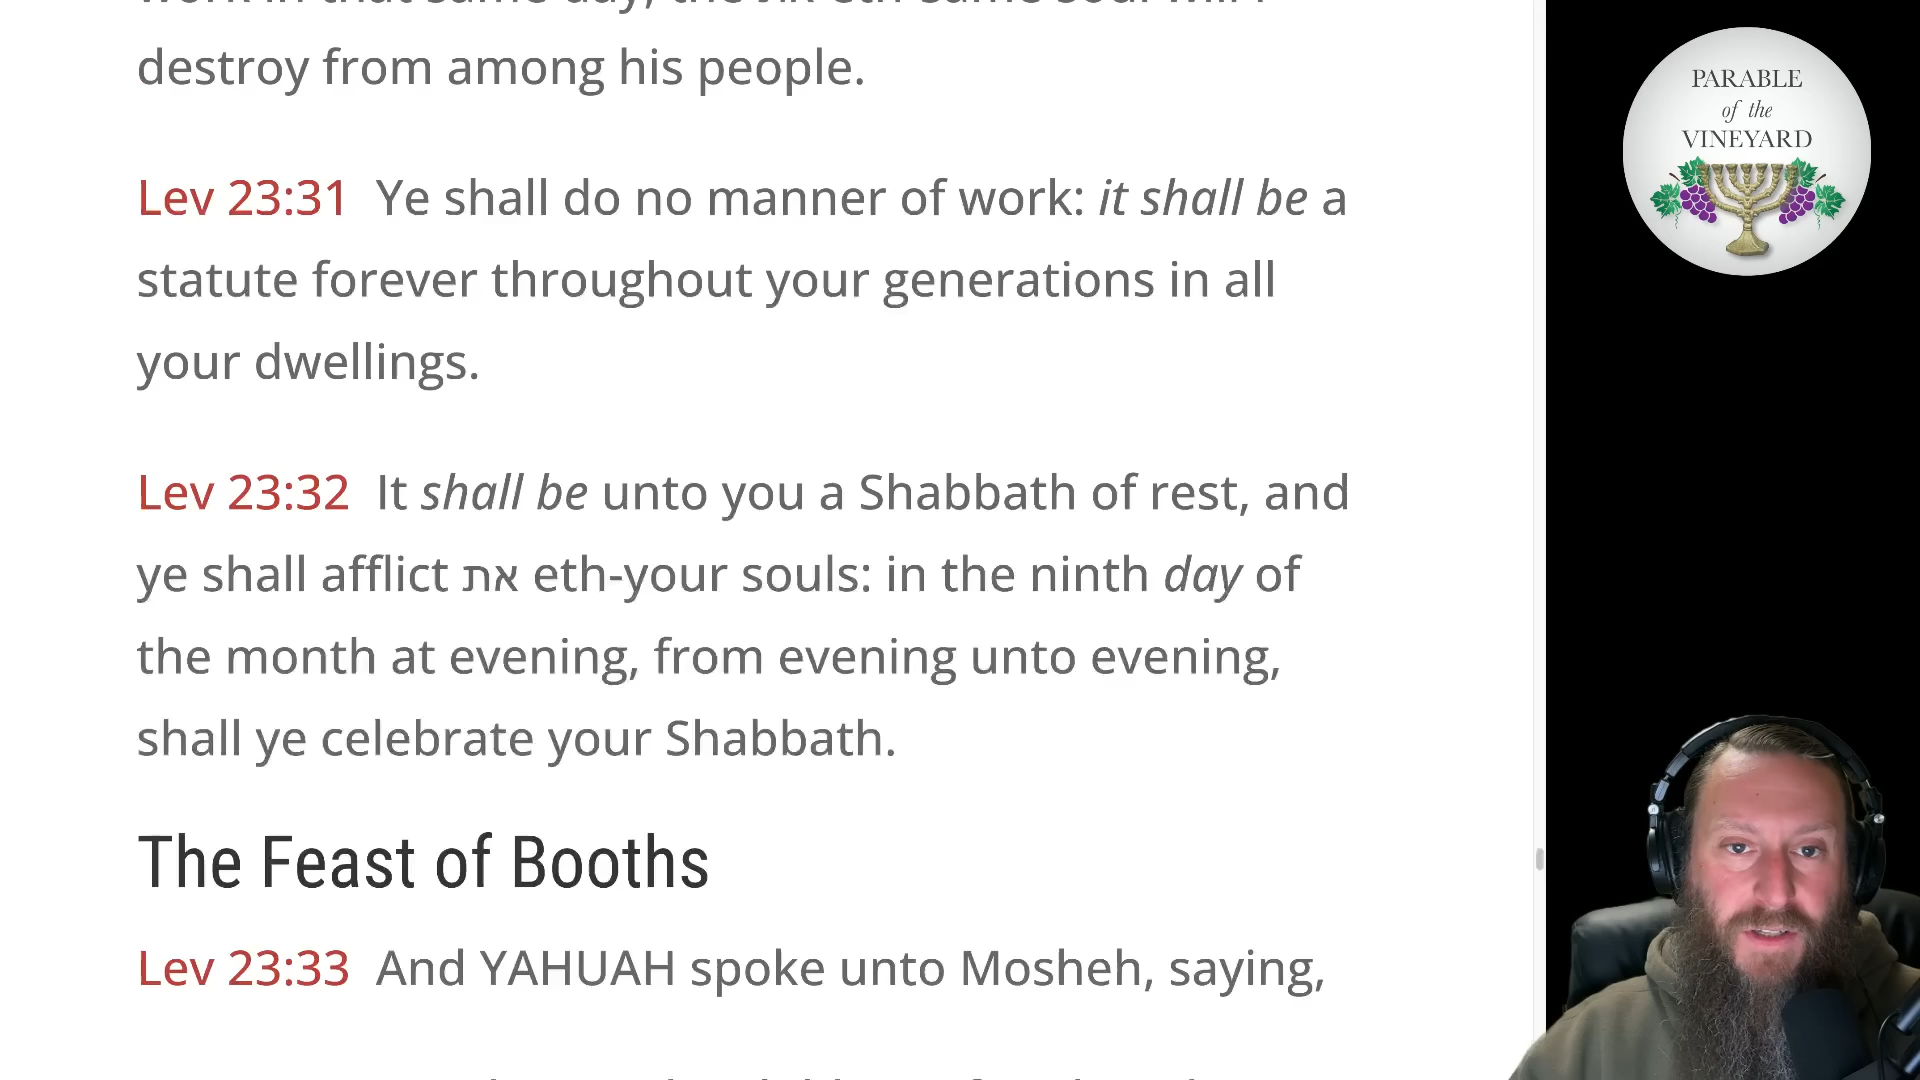 destroy from among his people.
Lev 23:31 Ye shall do no manner of work: it shall be a
statute forever throughout your generations in all
your dwellings.
Lev 23:32 It shall be unto you a Shabbath of rest, and
ye shall afflict את eth-your souls: in the ninth day of
the month at evening, from evening unto evening,
shall ye celebrate your Shabbath.
The Feast of Booths
Lev 23:33 And YAHUAH spoke unto Mosheh, saying,
PARABLE
of the
VINEYARD